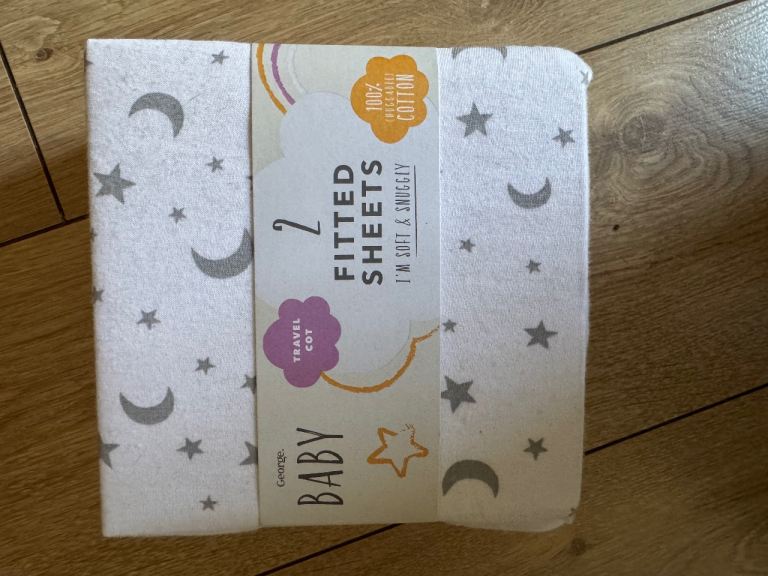 100%
COTTON
2
FITTED
SHEETS
I'M SOFT & SNUGGLY
TRAVEL
COT
George.
BABY